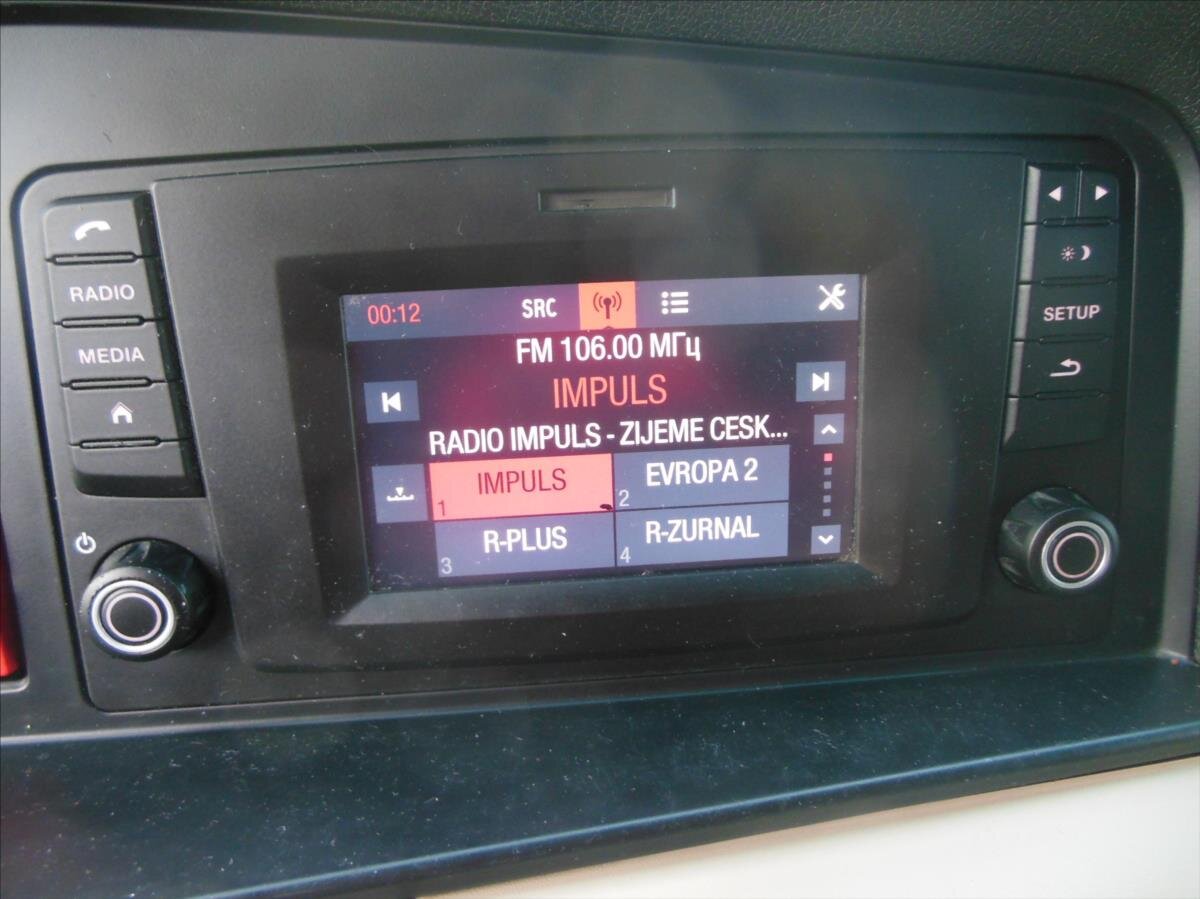 RADIO
MEDIA
SETUP
00:12
SRC
FM 106.00 МГц
IMPULS
RADIO IMPULS - ZIJEME CESK...
1 IMPULS
2 EVROPA 2
3 R-PLUS
4 R-ZURNAL